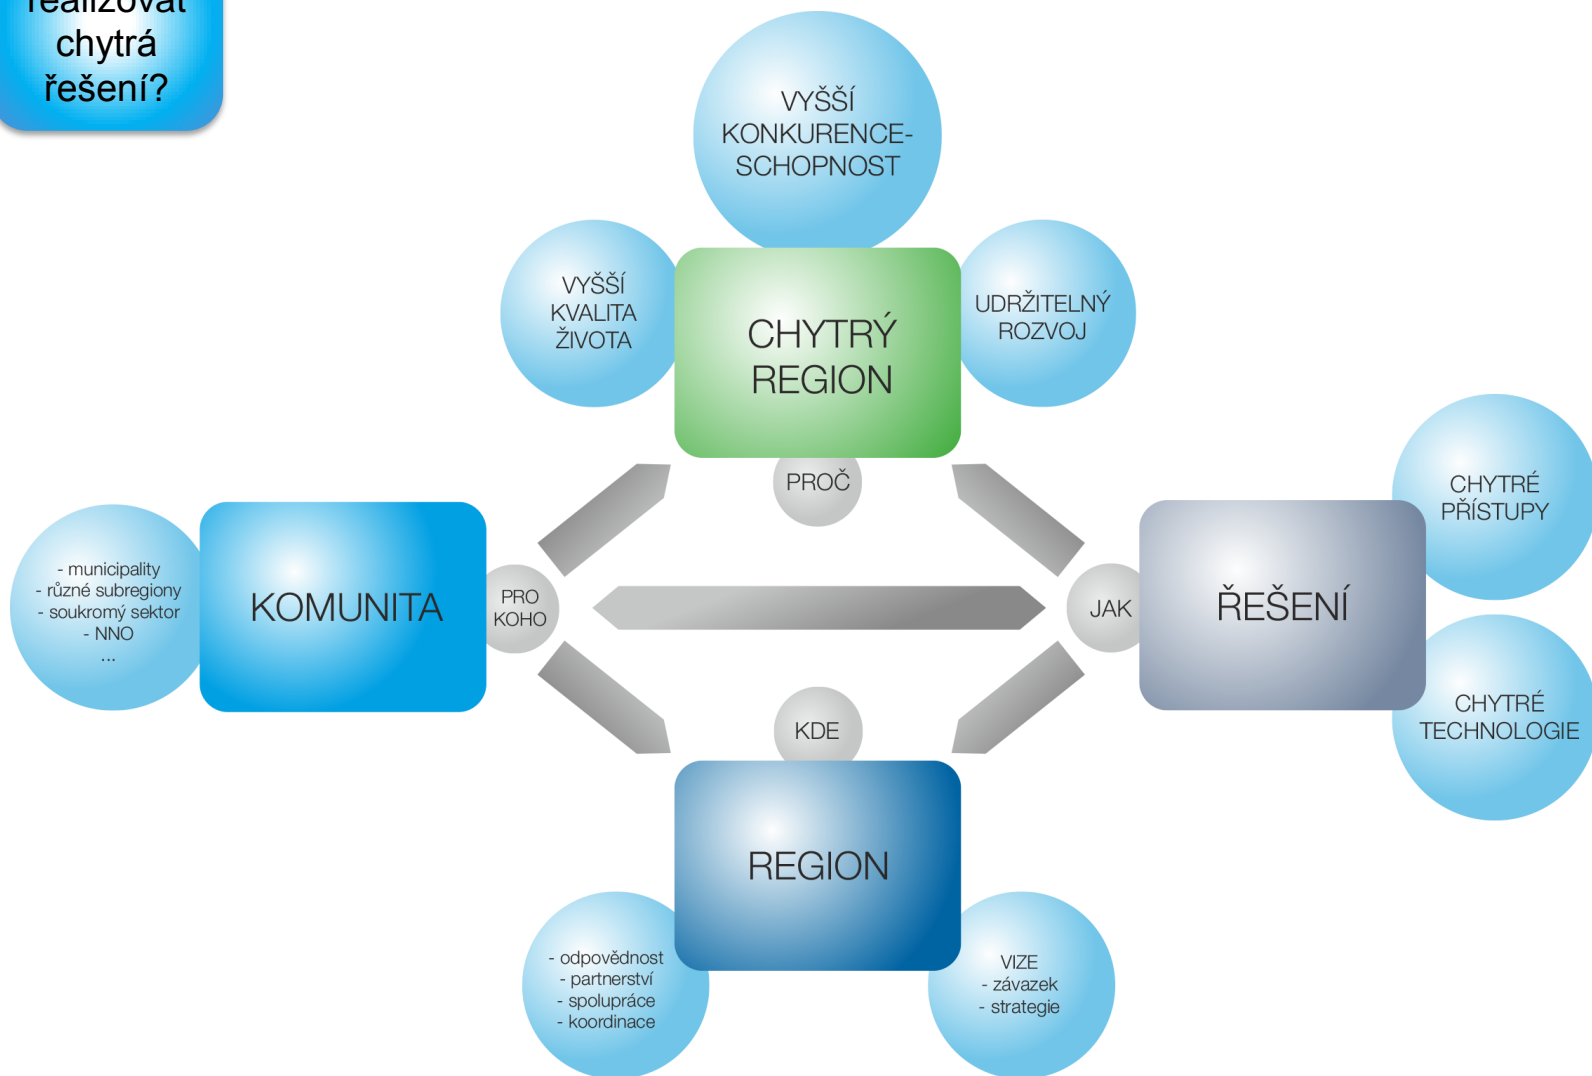 realizovat
chytrá
řešení?
VYŠŠÍ
KONKURENCE-
SCHOPNOST
VYŠŠÍ
KVALITA
ŽIVOTA
CHYTRÝ
REGION
UDRŽITELNÝ
ROZVOJ
PROČ
- municipality
- různé subregiony
- soukromý sektor
- NNO
...
KOMUNITA
PRO
KOHO
JAK
ŘEŠENÍ
CHYTRÉ
PŘÍSTUPY
CHYTRÉ
TECHNOLOGIE
KDE
REGION
- odpovědnost
- partnerství
- spolupráce
- koordinace
VIZE
- závazek
- strategie